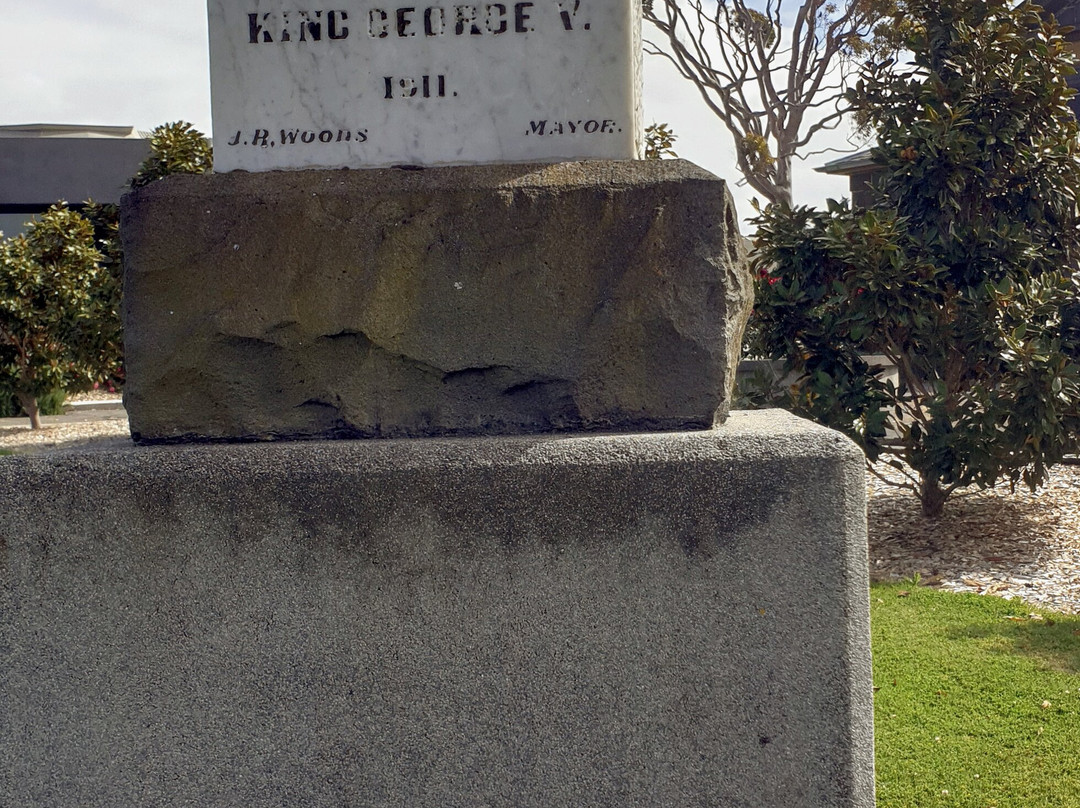 KING GEORGE V.
1911.
J.R.WOODS MAYOR.